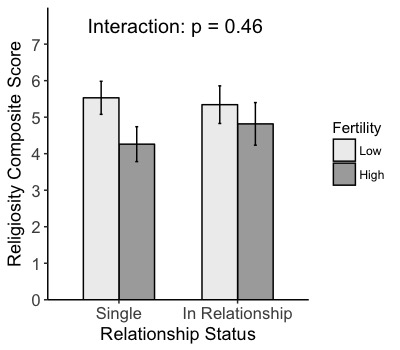 Interaction: p = 0.46
Religiosity Composite Score
7
6
5
4
3
2
1
0
Single
In Relationship
Relationship Status
Fertility
Low
High